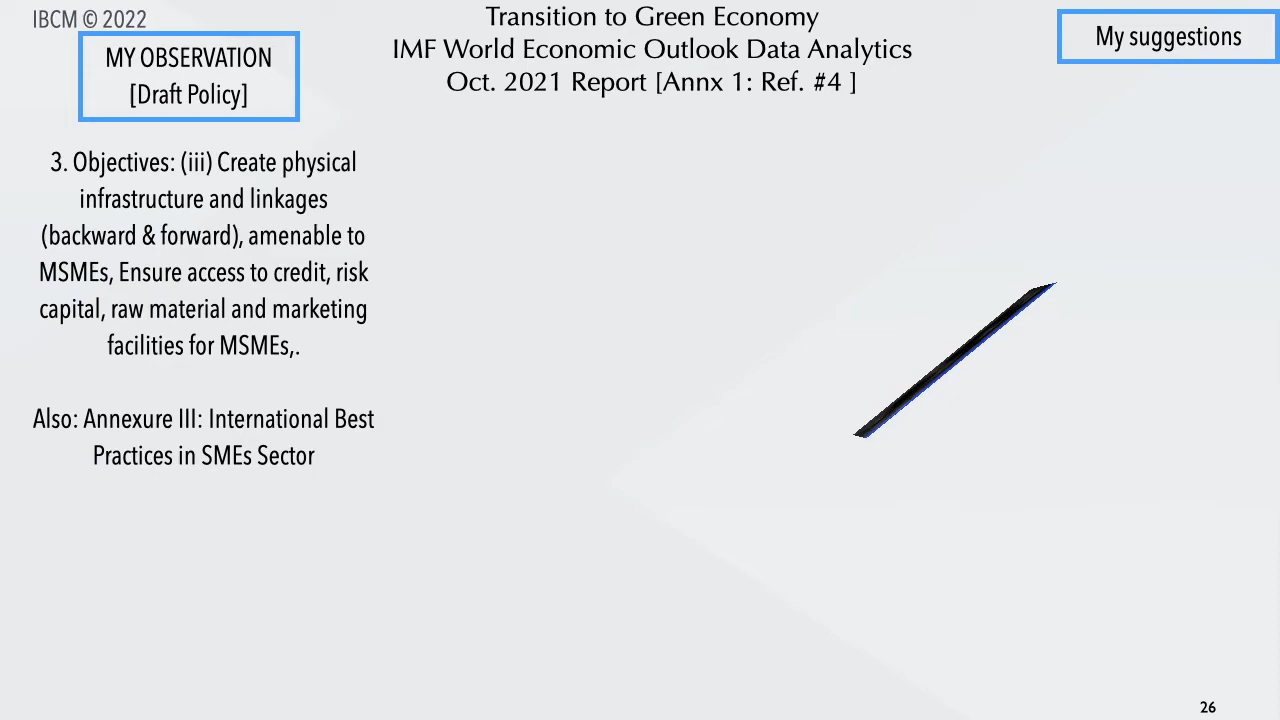 IBCM © 2022
Transition to Green Economy
IMF World Economic Outlook Data Analytics
Oct. 2021 Report [Annx 1: Ref. #4 ]
My suggestions
MY OBSERVATION
[Draft Policy]
3. Objectives: (iii) Create physical
infrastructure and linkages
(backward & forward), amenable to
MSMEs, Ensure access to credit, risk
capital, raw material and marketing
facilities for MSMEs,.
Also: Annexure III: International Best
Practices in SMEs Sector
26